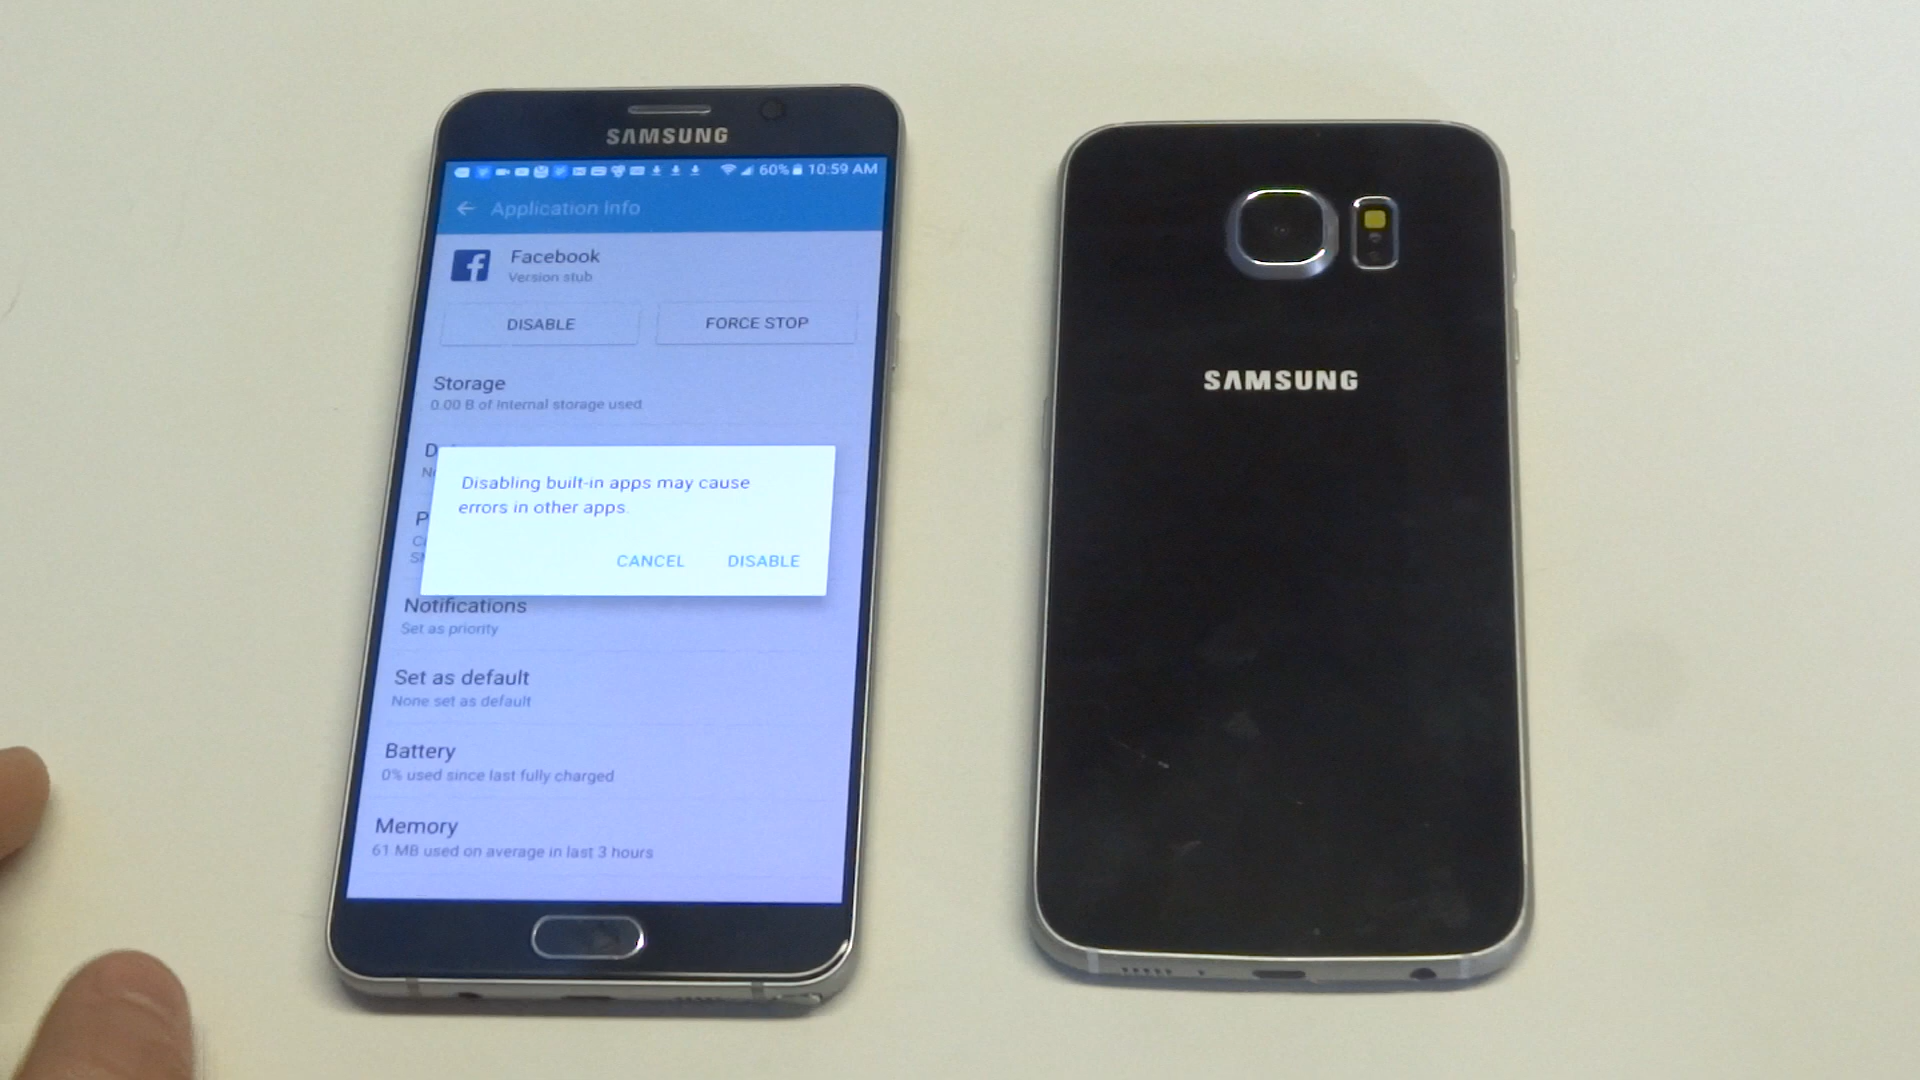 SAMSUNG
60% 10:59 AM
Application info
Facebook
Version stub
DISABLE
FORCE STOP
Storage
0.00 B of Internal storage used
Disabling built-in apps may cause
errors in other apps.
CANCEL
DISABLE
Notifications
Set as priority
Set as default
None set as default
Battery
0% used since last fully charged
Memory
61 MB used on average in last 3 hours
SAMSUNG